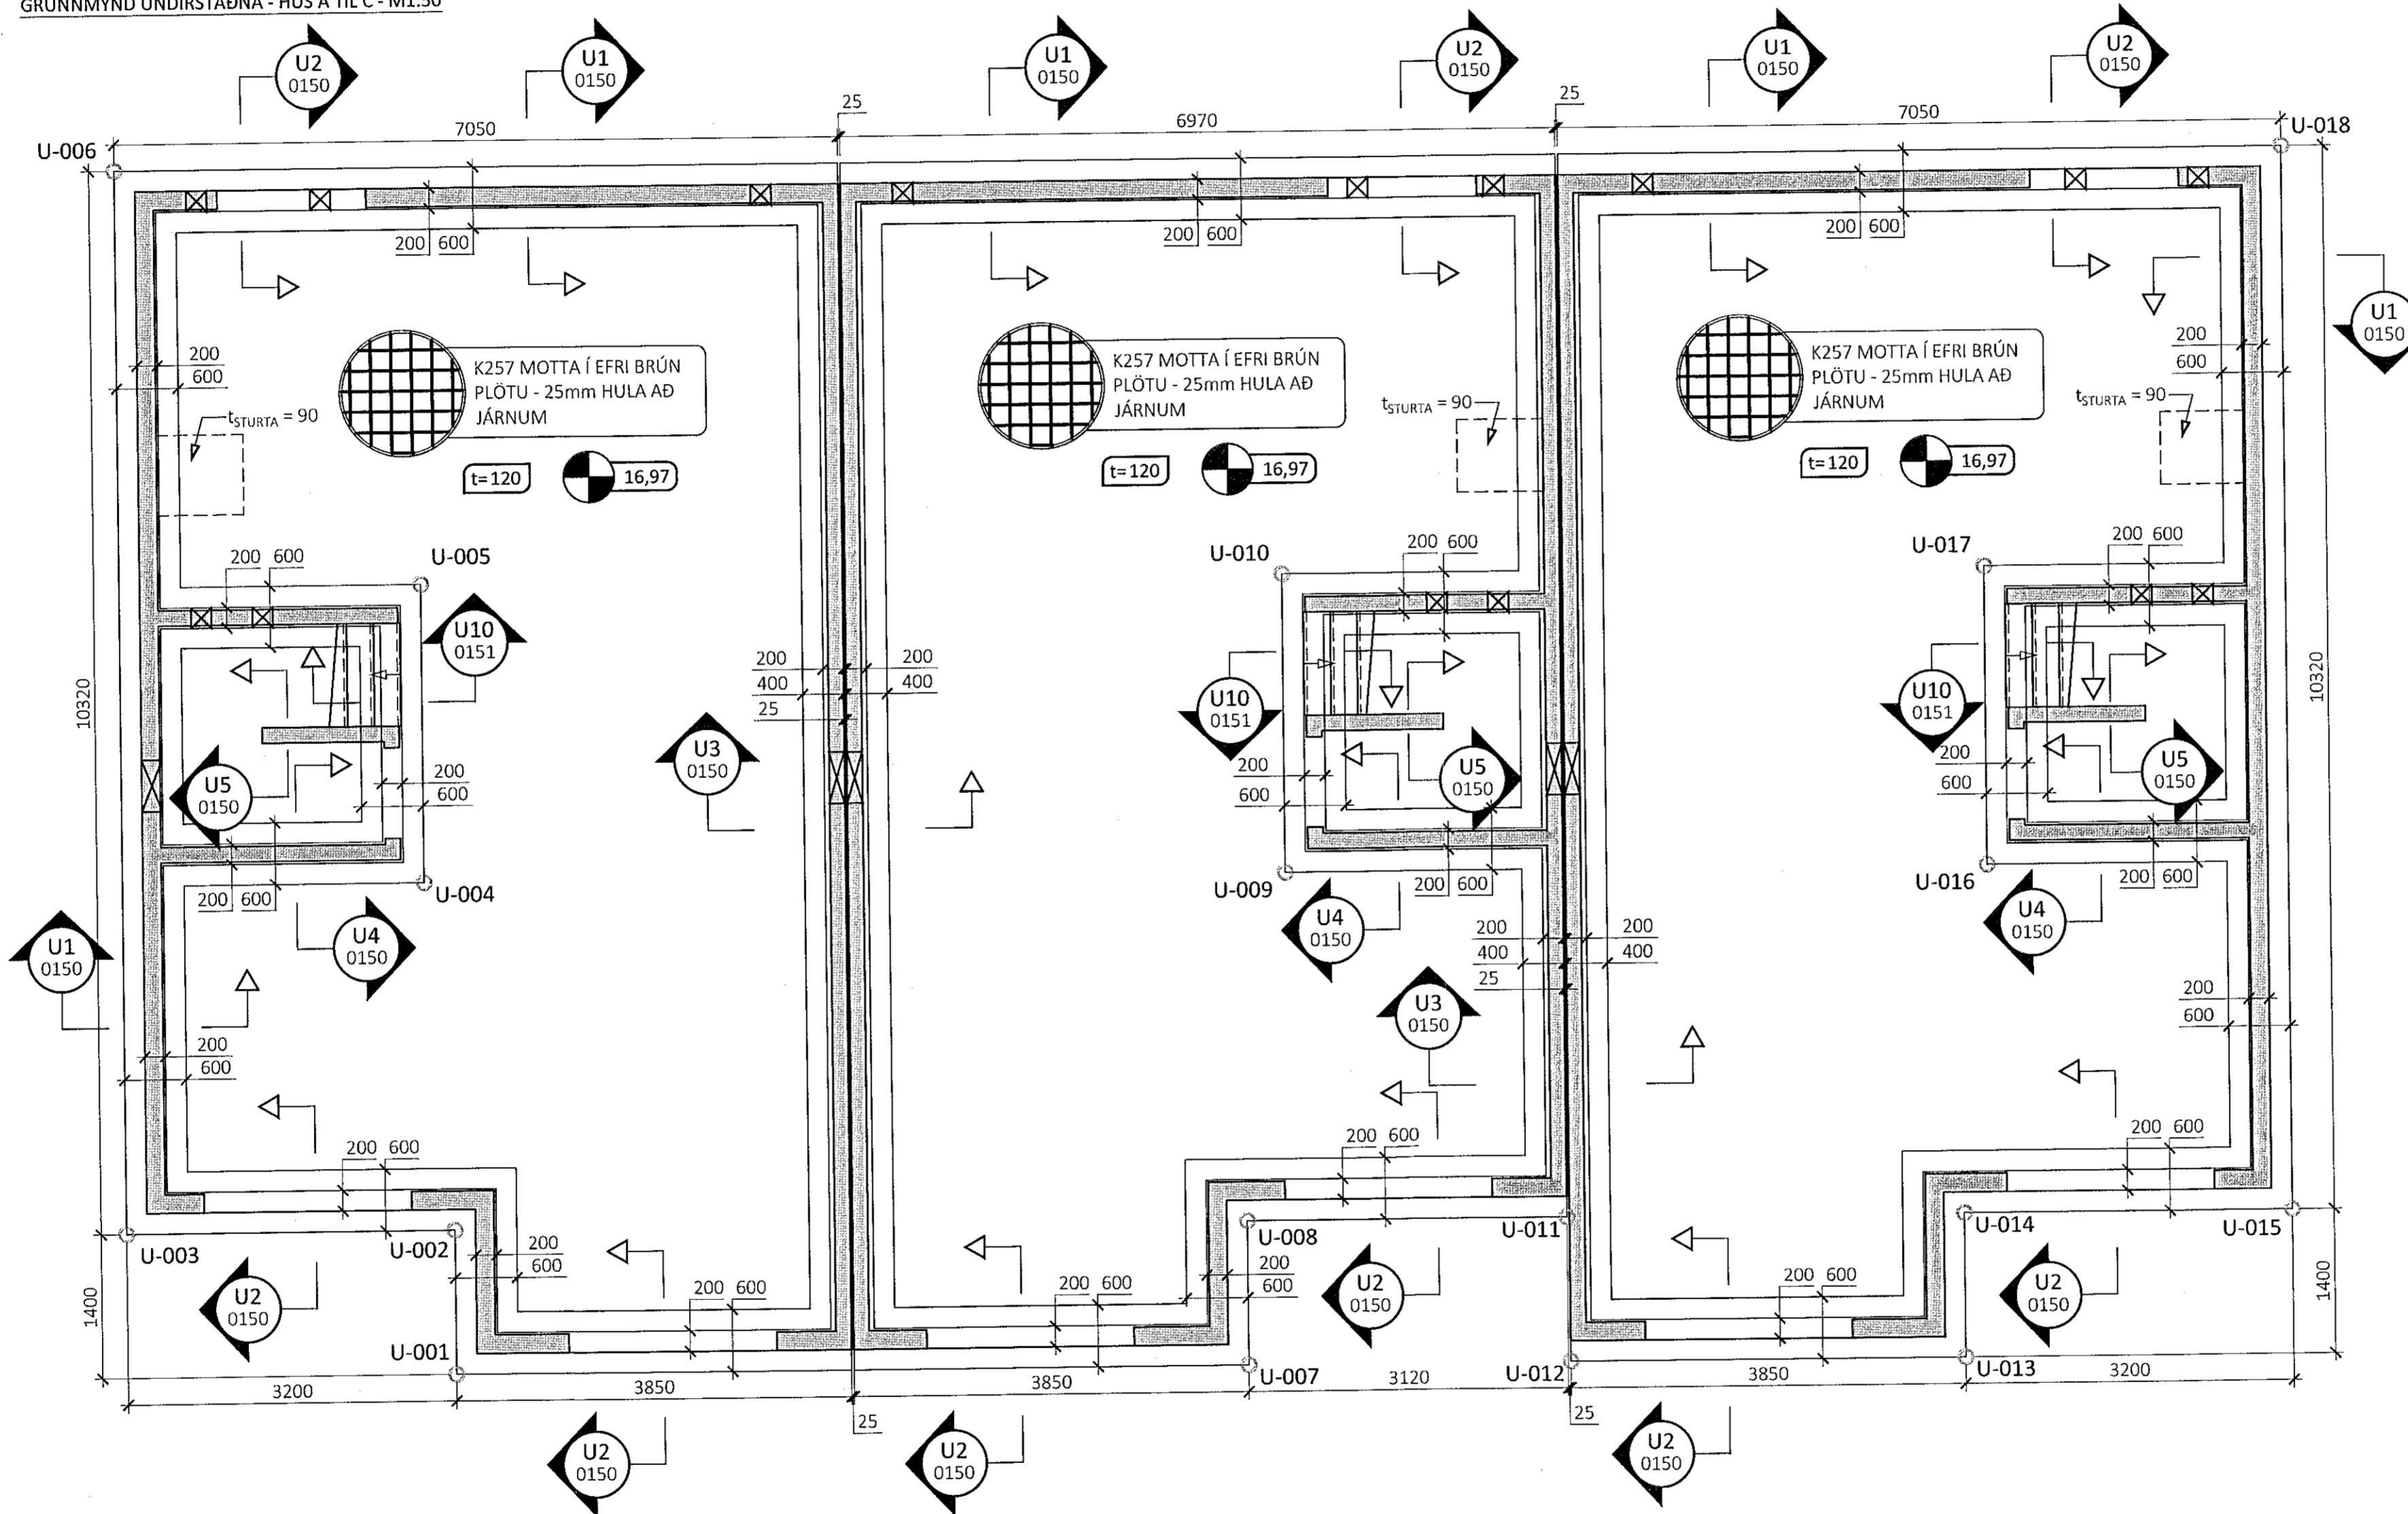 GRUNNMYND UNDIRSTAÐNA - HÚS A TIL C - M1:50
U2
0150
U1
0150
U1
0150
U2
0150
U1
0150
U2
0150
7050
25
6970
25
7050
U-006
U-018
200 600
200 600
200 600
U1
0150
200
600
200
600
K257 MOTTA Í EFRI BRÚN
PLÖTU - 25mm HULA AÐ
JÁRNUM
K257 MOTTA Í EFRI BRÚN
PLÖTU - 25mm HULA AÐ
JÁRNUM
K257 MOTTA Í EFRI BRÚN
PLÖTU - 25mm HULA AÐ
JÁRNUM
tSTURTA = 90
tSTURTA = 90
tSTURTA = 90
t=120
16,97
t=120
16,97
t=120
16,97
200 600
U-005
U-010
200 600
U-017
200 600
U10
0151
U10
0151
U10
0151
10320
10320
200
400
25
200
400
U3
0150
U5
0150
200
600
200
600
U5
0150
200
600
U5
0150
200 600
U-004
U-009
200 600
U-016
200 600
U1
0150
U4
0150
U4
0150
U4
0150
200
400
25
200
400
U3
0150
200
600
200
600
200 600
200 600
200 600
U-003
U-002
U-008
U-011
U-014
U-015
200
600
200
600
200 600
200 600
200 600
1400
1400
U2
0150
U2
0150
U2
0150
U-001
U-007
U-012
U-013
3200
3850
25
3850
3120
25
3850
3200
U2
0150
U2
0150
U2
0150